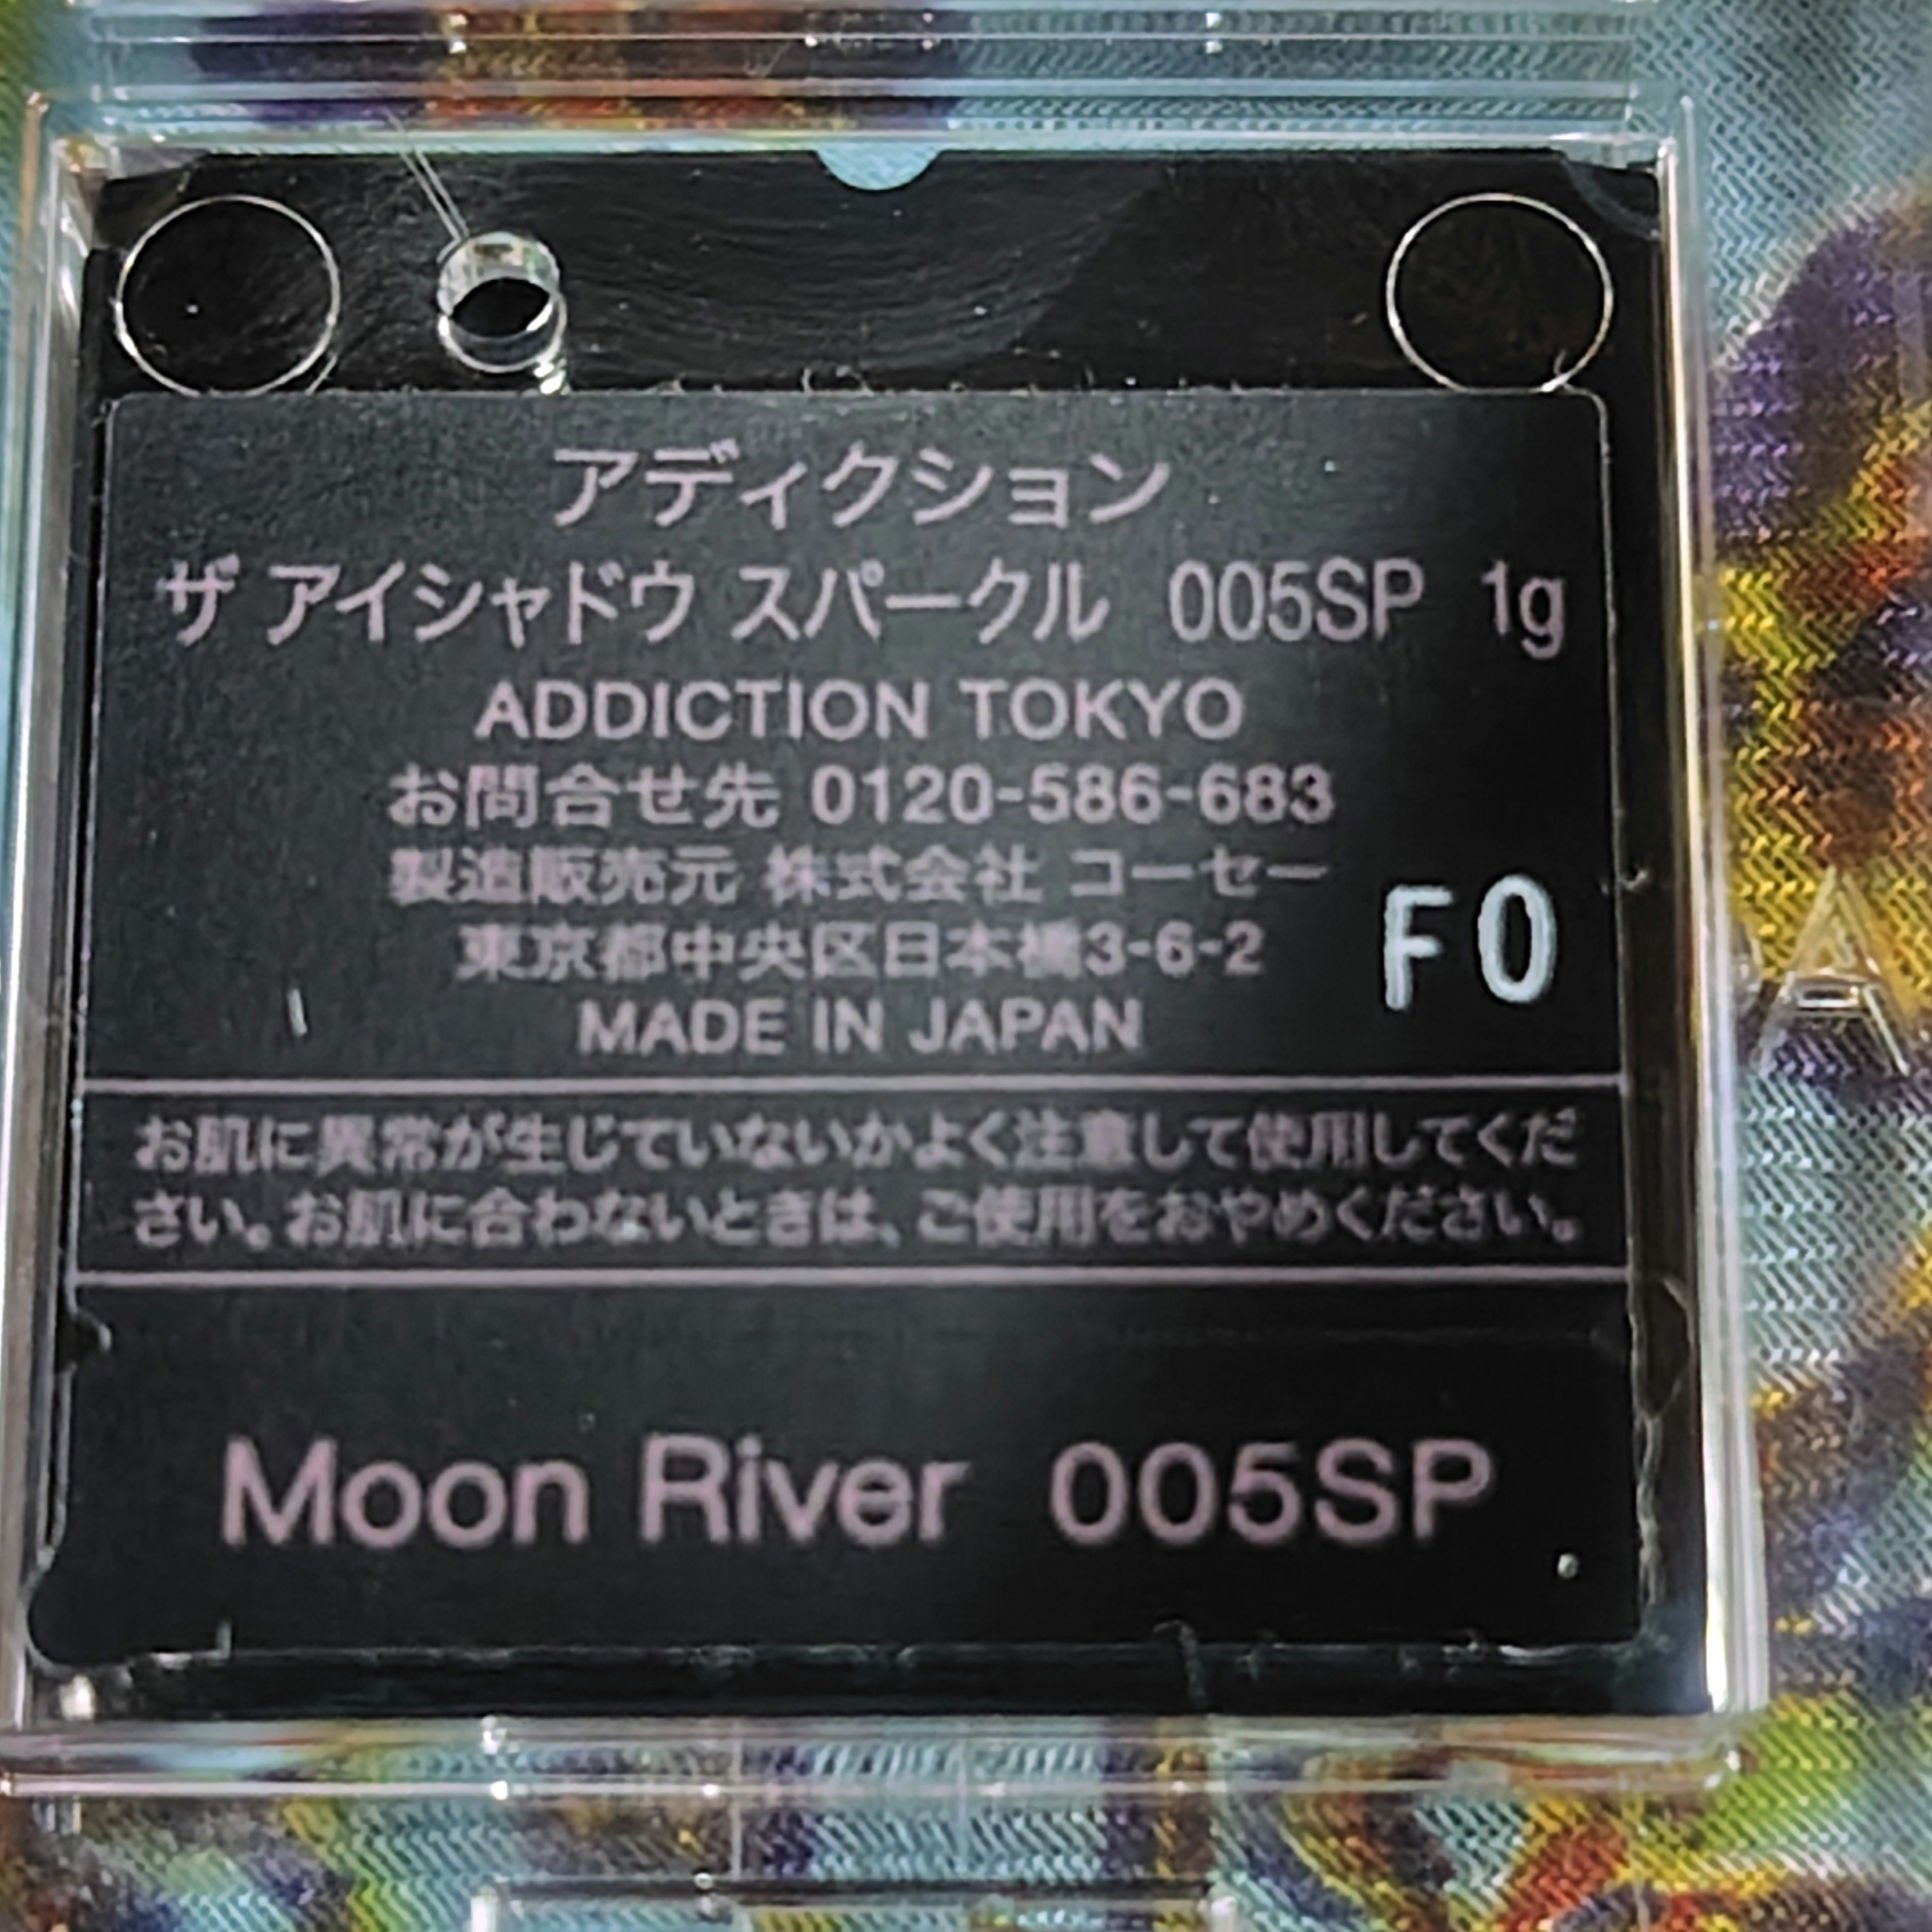 アディクション
ザ アイシャドウ スパークル 005SP 1g
ADDICTION TOKYO
お問合せ先 0120-586-683
製造販売元 株式会社 コーセー
東京都中央区日本橋3-6-2
F0
MADE IN JAPAN
お肌に異常が生じていないかよく注意して使用してくだ
さい。お肌に合わないときは、ご使用をおやめください。
Moon River 005SP